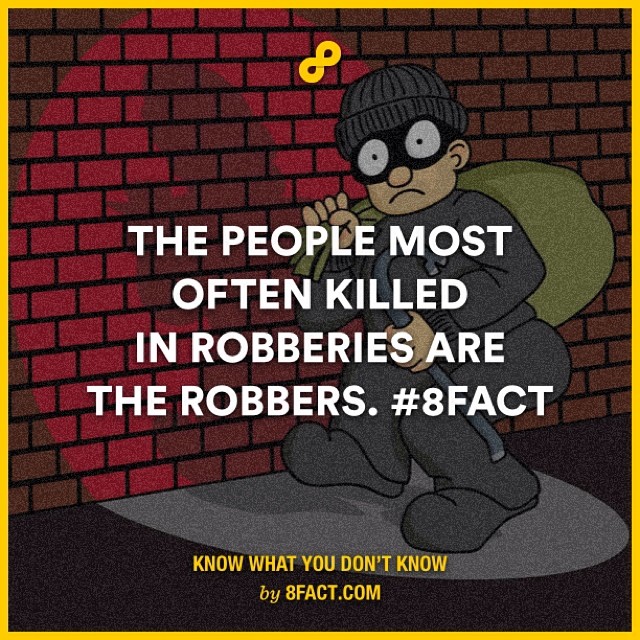 THE PEOPLE MOST
OFTEN KILLED
IN ROBBERIES ARE
THE ROBBERS. #8FACT
KNOW WHAT YOU DON'T KNOW
by 8FACT.COM